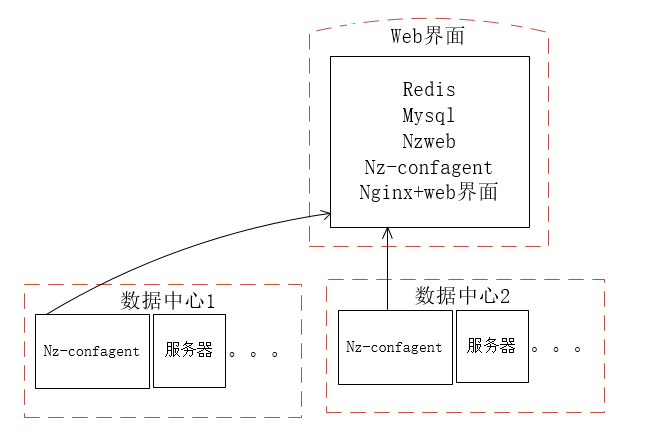 Web界面
Redis
Mysql
Nzweb
Nz-confagent
Nginx+web界面
数据中心1
Nz-confagent
服务器
。。。
数据中心2
Nz-confagent
服务器
。。。